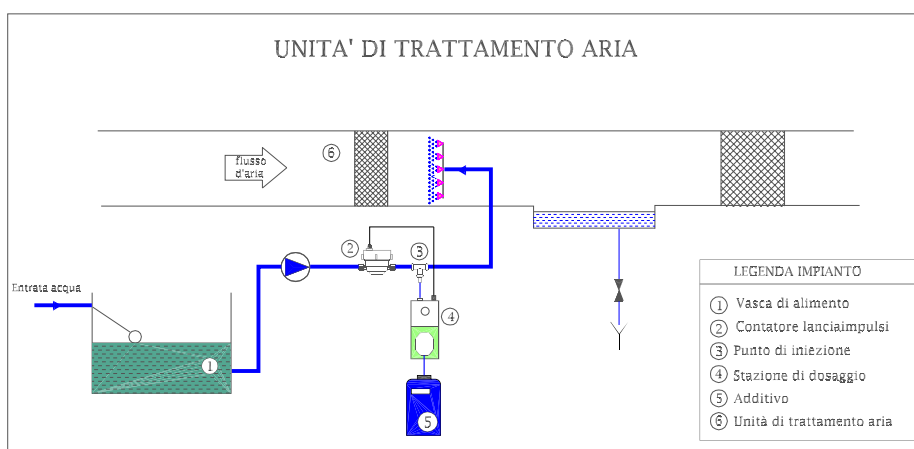 UNITA' DI TRATTAMENTO ARIA
6
flusso
d'aria
2
3
Entrata acqua
4
1
5
LEGENDA IMPIANTO
1 Vasca di alimento
2 Contatore lanciaimpulsi
3 Punto di iniezione
4 Stazione di dosaggio
5 Additivo
6 Unità di trattamento aria